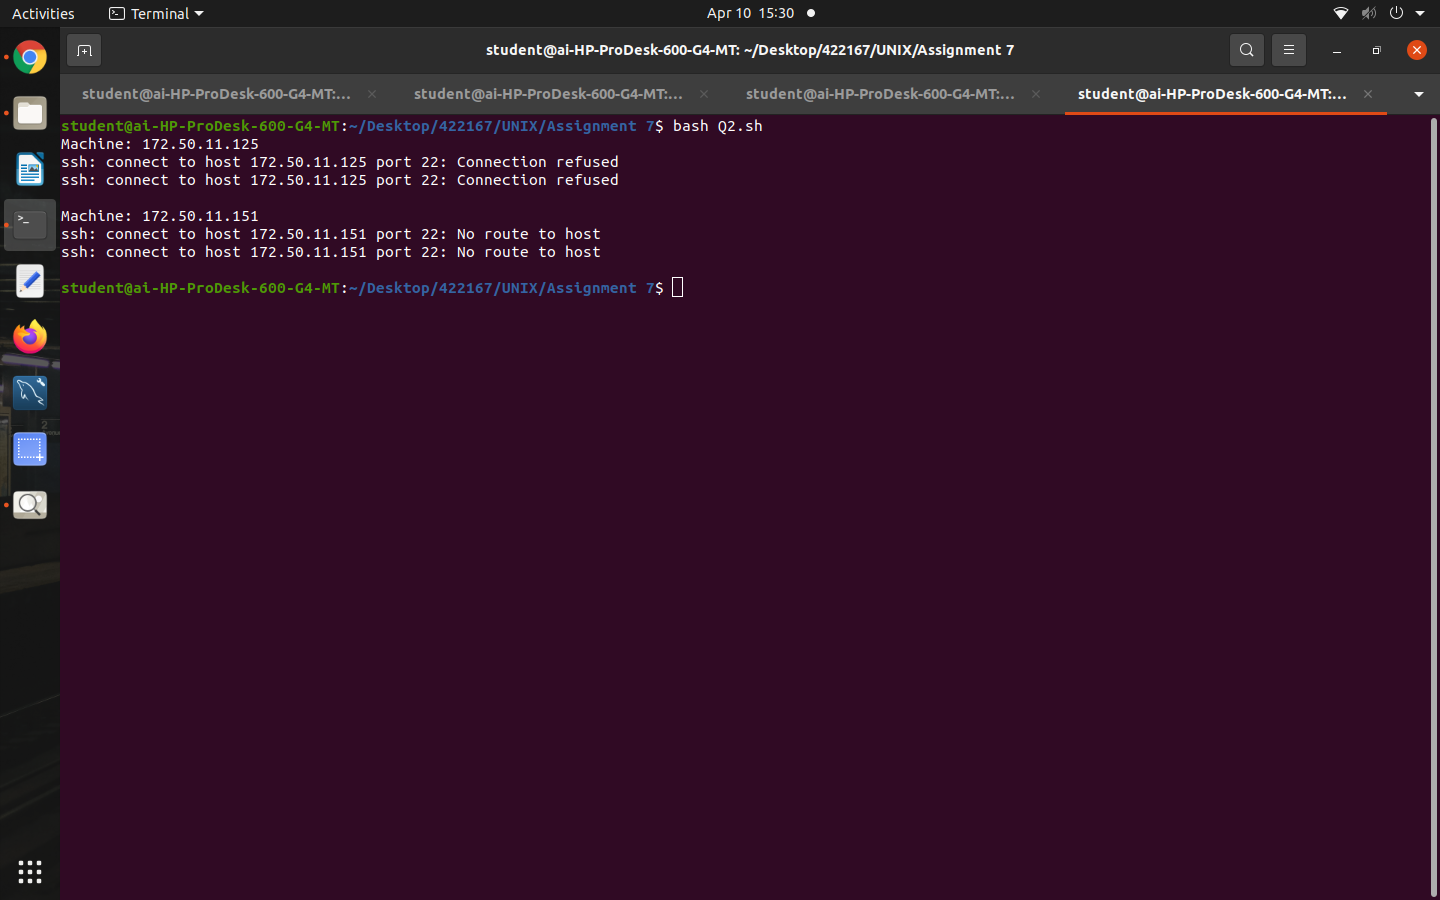 Activities
Terminal
Apr 10 15:30
student@ai-HP-ProDesk-600-G4-MT: ~/Desktop/422167/UNIX/Assignment 7
student@ai-HP-ProDesk-600-G4-MT:...
student@ai-HP-ProDesk-600-G4-MT:...
student@ai-HP-ProDesk-600-G4-MT:...
student@ai-HP-ProDesk-600-G4-MT:...
student@ai-HP-ProDesk-600-G4-MT:~/Desktop/422167/UNIX/Assignment 7$ bash Q2.sh
Machine: 172.50.11.125
ssh: connect to host 172.50.11.125 port 22: Connection refused
ssh: connect to host 172.50.11.125 port 22: Connection refused
Machine: 172.50.11.151
ssh: connect to host 172.50.11.151 port 22: No route to host
ssh: connect to host 172.50.11.151 port 22: No route to host
student@ai-HP-ProDesk-600-G4-MT:~/Desktop/422167/UNIX/Assignment 7$